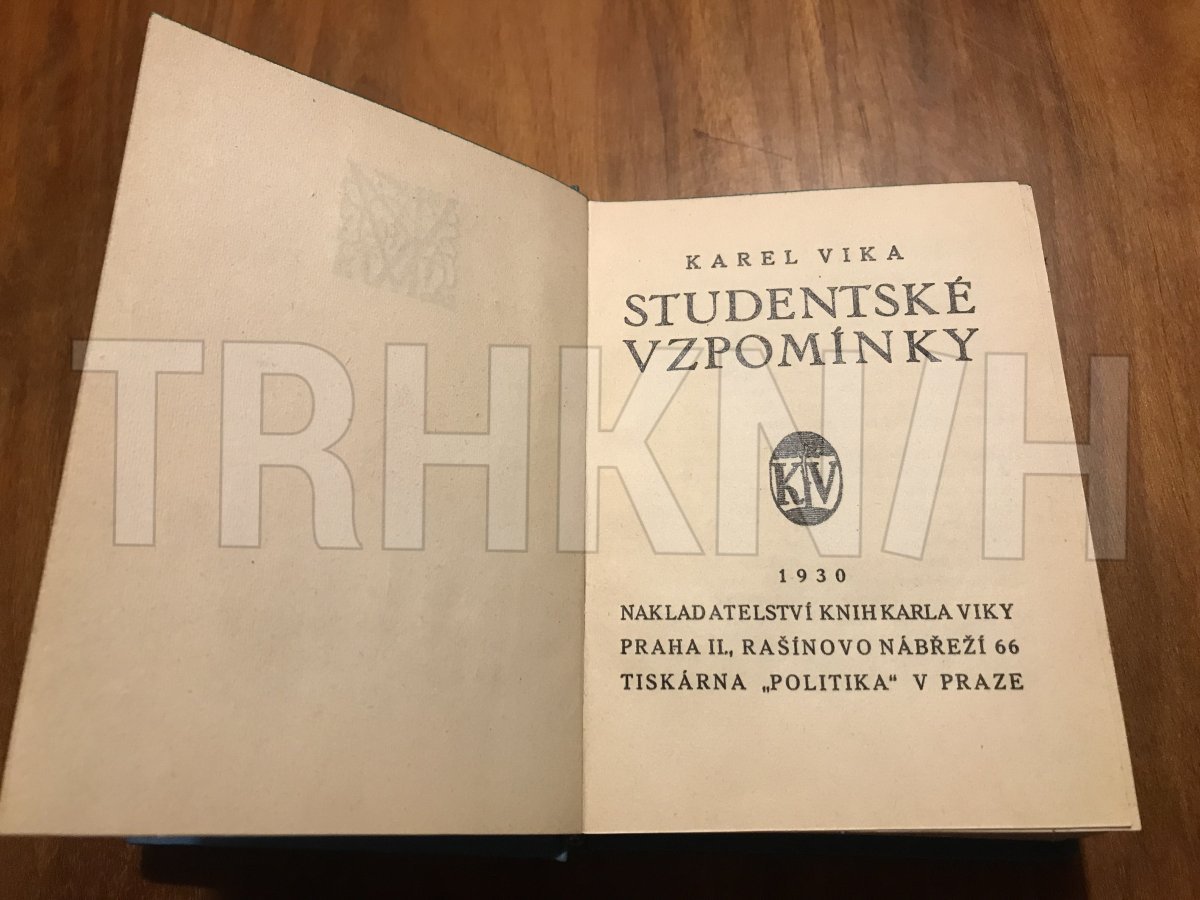 KAREL VIKA
STUDENTSKÉ
VZPOMÍNKY
KV
1930
NAKLADATELSTVÍ KNIH KARLA VIKY
PRAHA II., RAŠÍNOVO NÁBŘEŽÍ 66
TISKÁRNA „POLITIKA“ V PRAZE
TRHKNIH